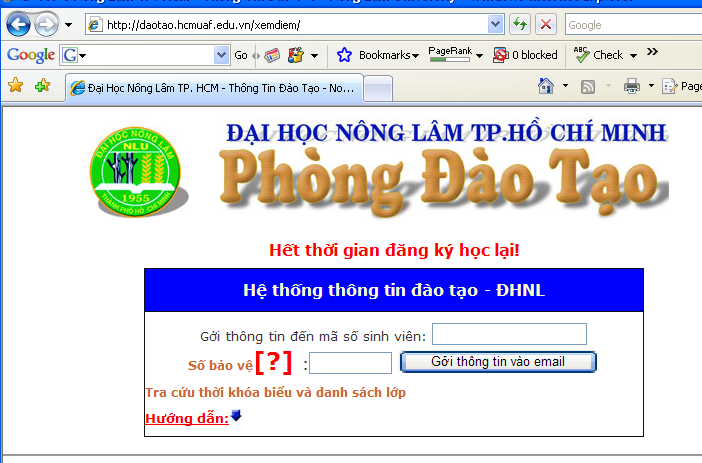 http://daotao.hcmuaf.edu.vn/xemdiem/
Google
Google G Go Bookmarks PageRank 0 blocked ABC Check »
Đại Học Nông Lâm TP. HCM - Thông Tin Đào Tạo - No...
Page
ĐẠI HỌC NÔNG LÂM
NLU
1955
THÀNH PHỐ HỒ CHÍ MINH
ĐẠI HỌC NÔNG LÂM TP.HỒ CHÍ MINH
Phòng Đào Tạo
Hết thời gian đăng ký học lại!
Hệ thống thông tin đào tạo - ĐHNL
Gởi thông tin đến mã số sinh viên:
Số bảo vệ[?] : Gởi thông tin vào email
Tra cứu thời khóa biểu và danh sách lớp
Hướng dẫn: